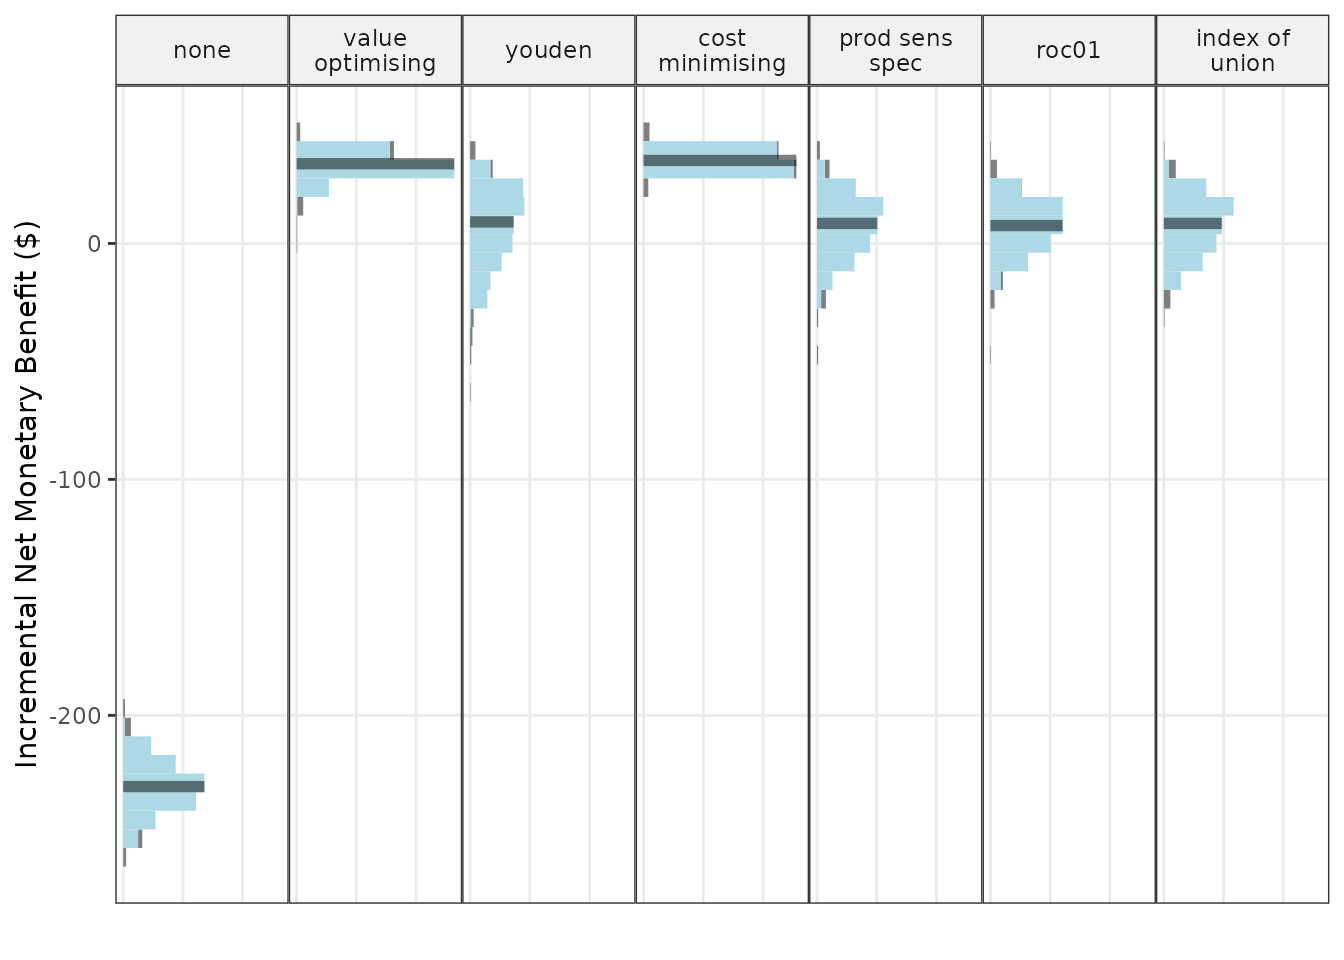 none
value
optimising
youden
cost
minimising
prod sens
spec
roc01
index of
union
Incremental Net Monetary Benefit ($)
0
-100
-200